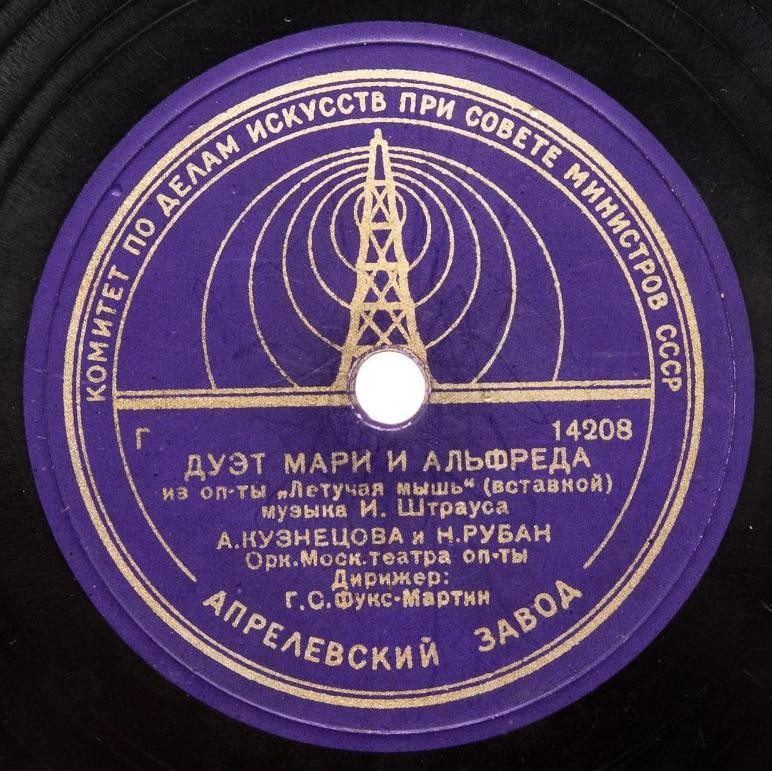 КОМИТЕТ ПО ДЕЛАМ ИСКУССТВ ПРИ СОВЕТЕ МИНИСТРОВ СССР
Г 14208
ДУЭТ МАРИ И АЛЬФРЕДА
из оп-ты „Летучая мышь“ (вставной)
музыка И. Штрауса
А.КУЗНЕЦОВА и Н.РУБАН
Орк.Моск.театра оп-ты
Дирижер:
Г.С.Фукс-Мартин
АПРЕЛЕВСКИЙ ЗАВОД